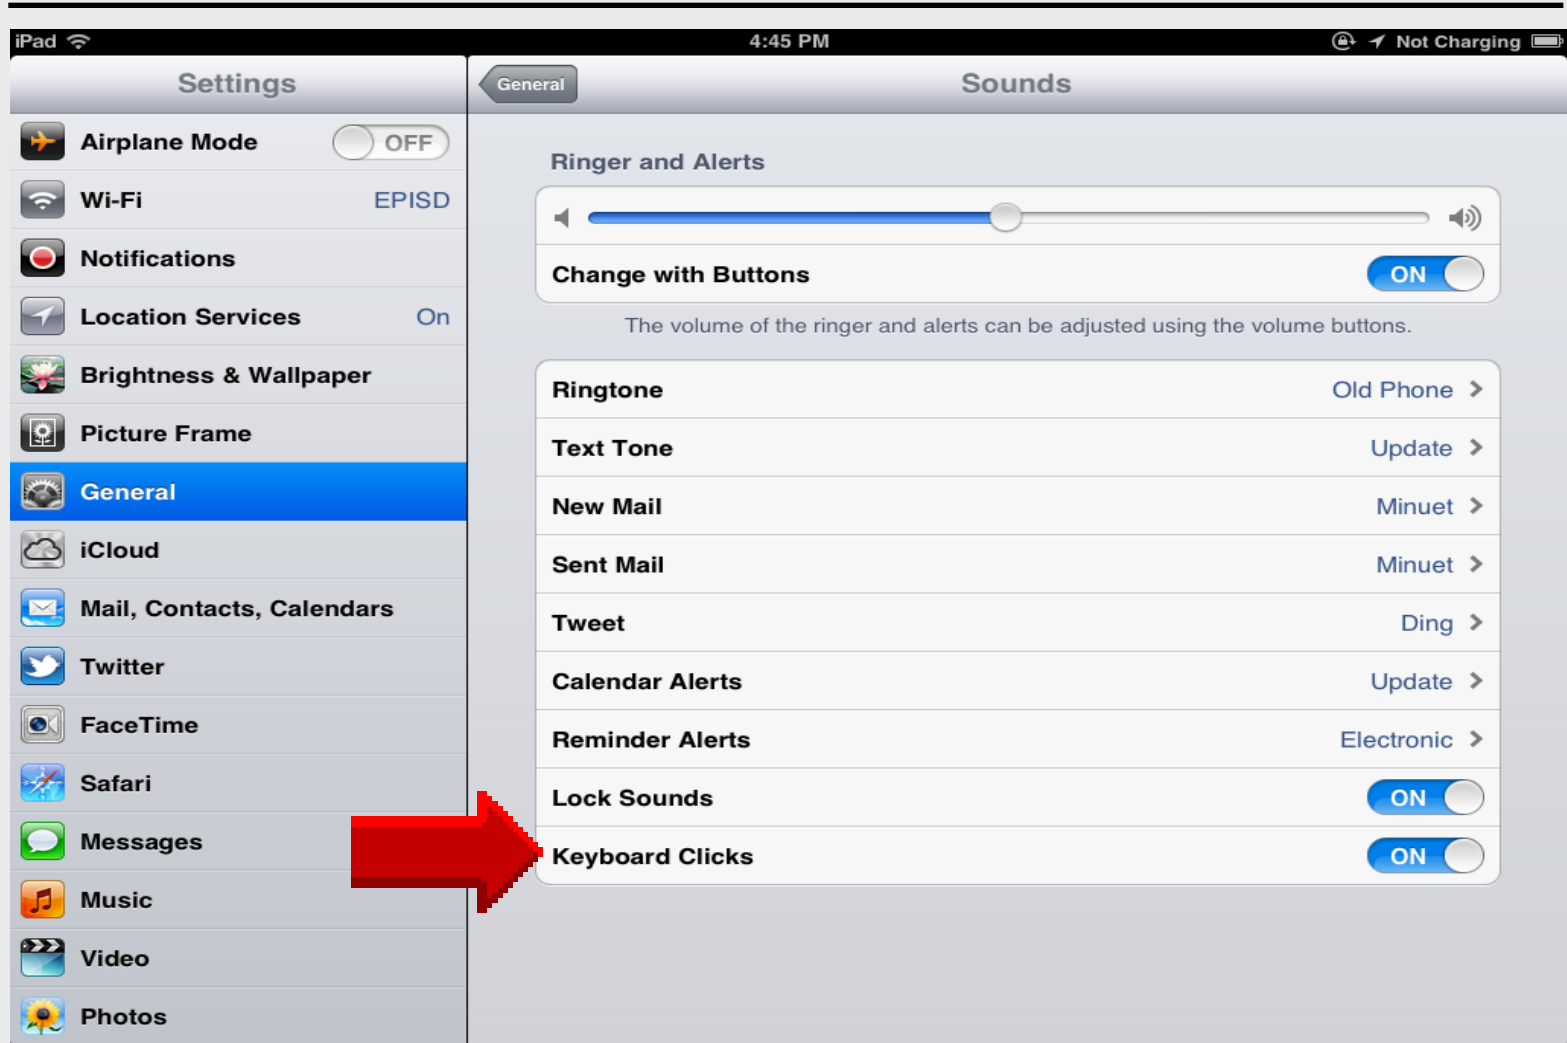 iPad 4:45 PM Not Charging
Settings General Sounds
Airplane Mode OFF
Wi-Fi EPISD
Notifications
Location Services On
Brightness & Wallpaper
Picture Frame
General
iCloud
Mail, Contacts, Calendars
Twitter
FaceTime
Safari
Messages
Music
Video
Photos
Ringer and Alerts
Change with Buttons ON
The volume of the ringer and alerts can be adjusted using the volume buttons.
Ringtone Old Phone
Text Tone Update
New Mail Minuet
Sent Mail Minuet
Tweet Ding
Calendar Alerts Update
Reminder Alerts Electronic
Lock Sounds ON
Keyboard Clicks ON